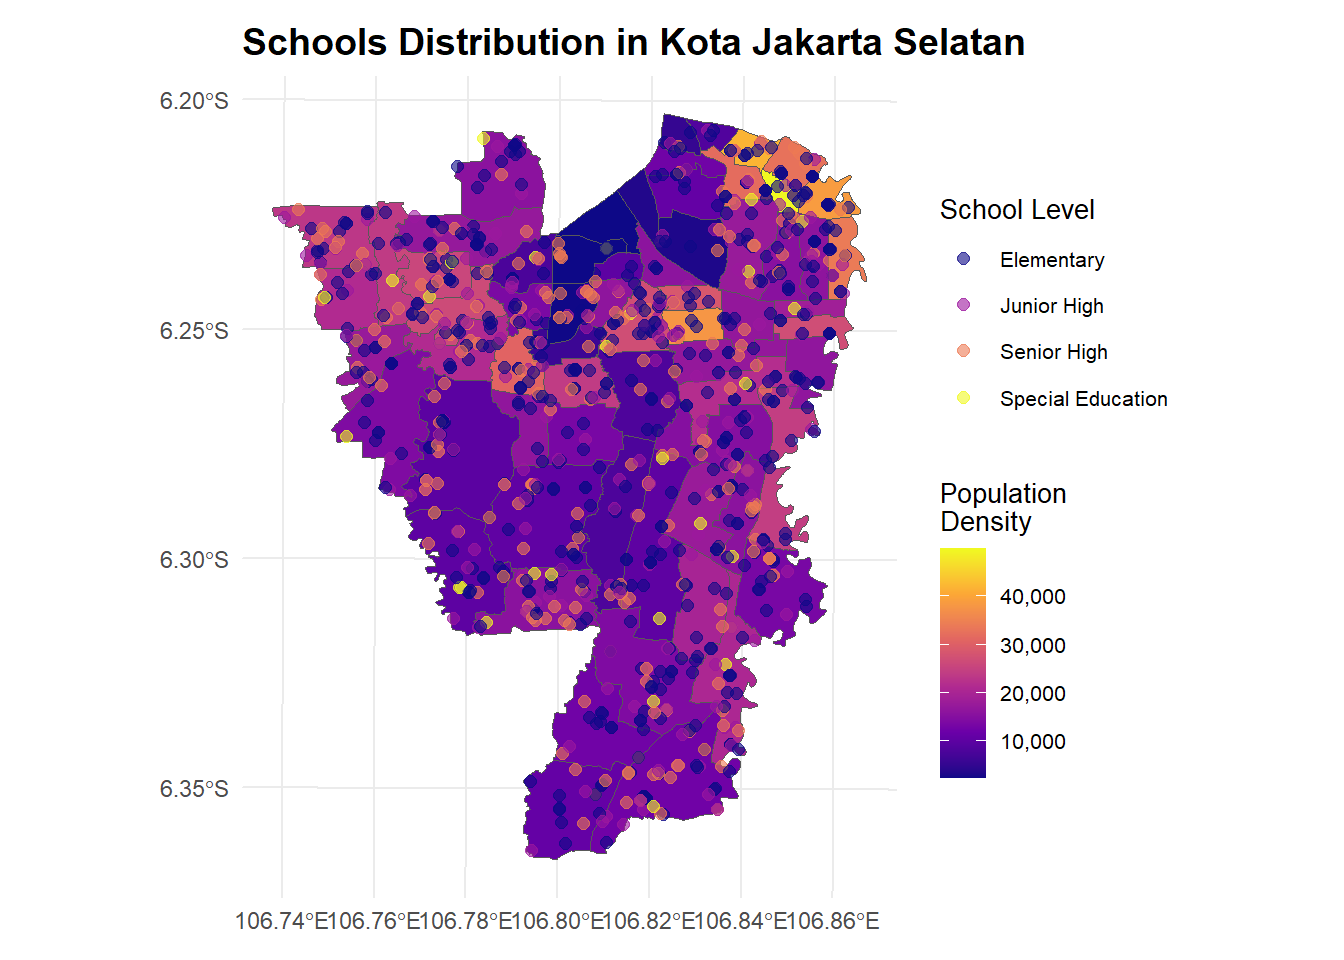 Schools Distribution in Kota Jakarta Selatan
6.20°S
6.25°S
6.30°S
6.35°S
106.74°E 106.76°E 106.78°E 106.80°E 106.82°E 106.84°E 106.86°E
School Level
Elementary
Junior High
Senior High
Special Education
Population
Density
40,000
30,000
20,000
10,000